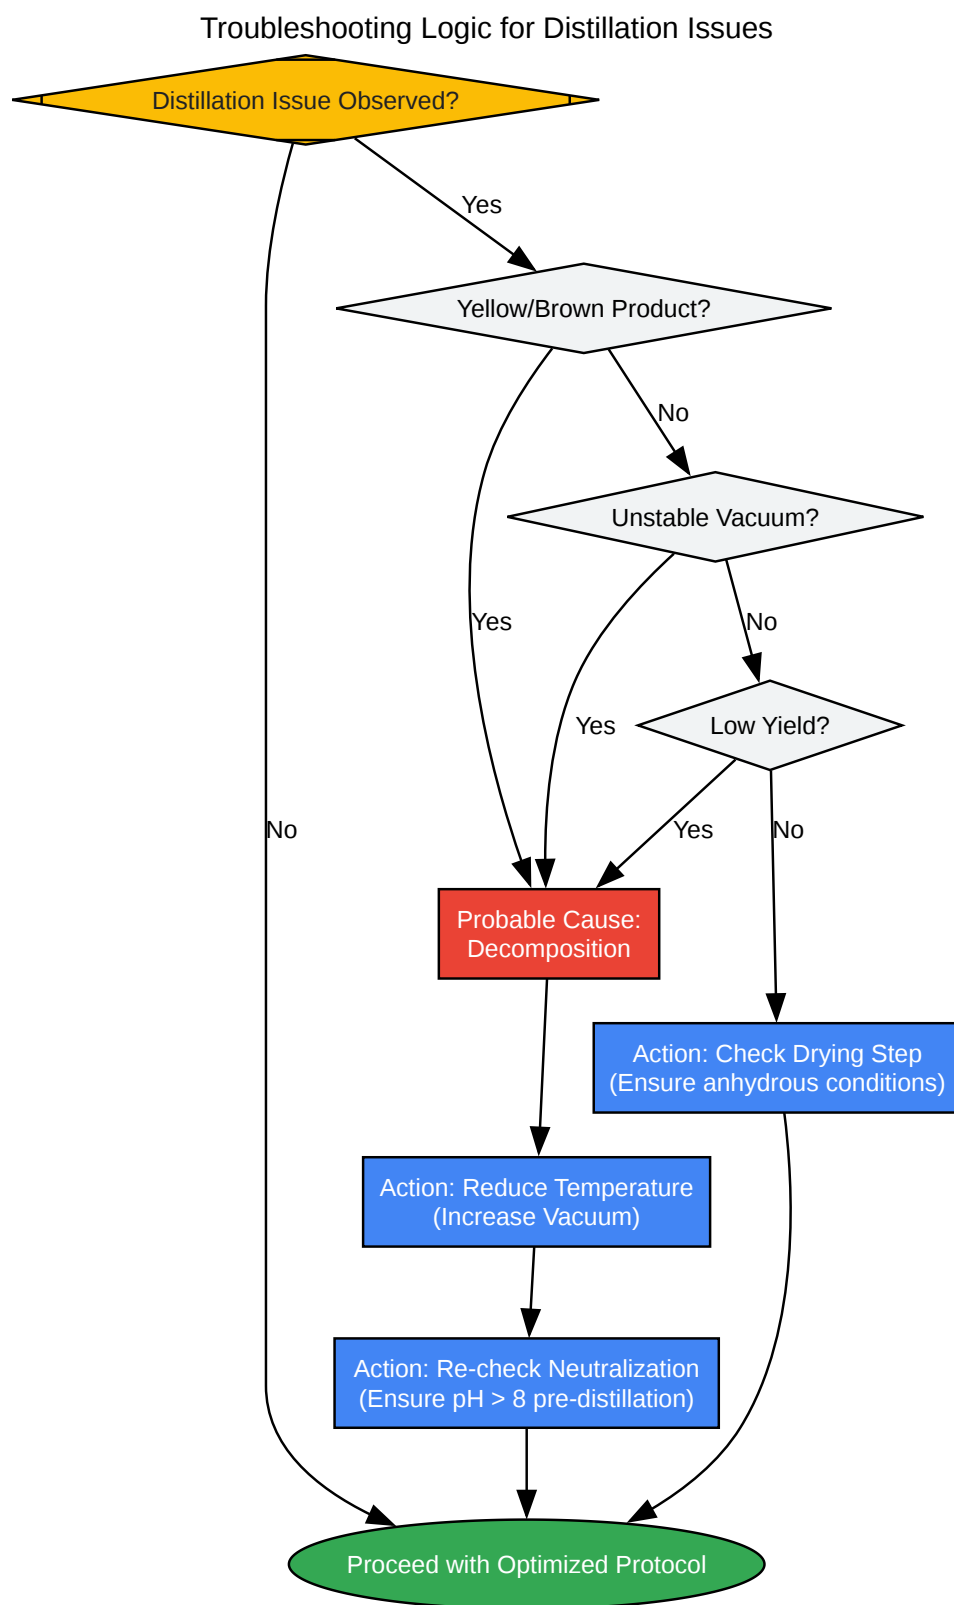 Troubleshooting Logic for Distillation Issues
Distillation Issue Observed?
Yes
Yellow/Brown Product?
No
Unstable Vacuum?
Yes
No
Yes
Low Yield?
No
Yes
No
Probable Cause:
Decomposition
Action: Check Drying Step
(Ensure anhydrous conditions)
Action: Reduce Temperature
(Increase Vacuum)
Action: Re-check Neutralization
(Ensure pH > 8 pre-distillation)
Proceed with Optimized Protocol